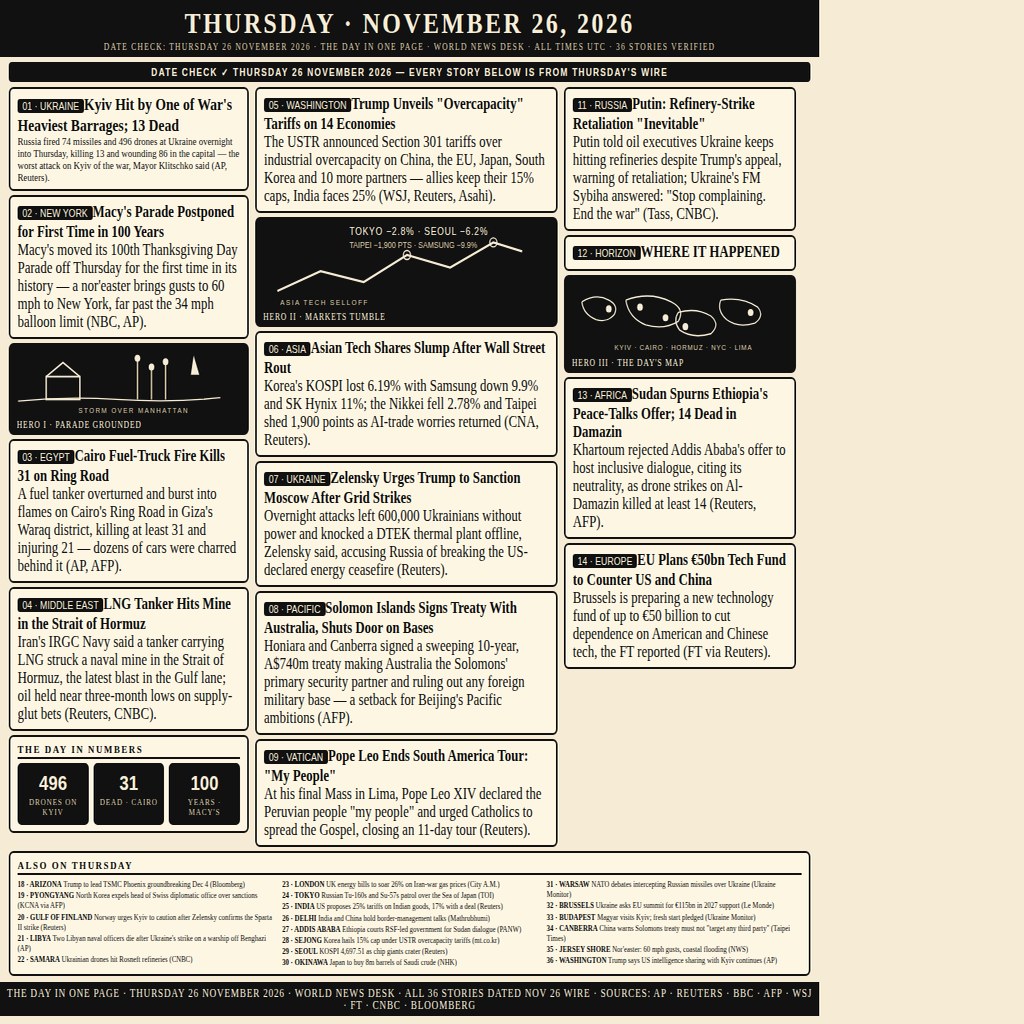 THURSDAY · NOVEMBER 26, 2026
DATE CHECK: THURSDAY 26 NOVEMBER 2026 · THE DAY IN ONE PAGE · WORLD NEWS DESK · ALL TIMES UTC · 36 STORIES VERIFIED
DATE CHECK ✓ THURSDAY 26 NOVEMBER 2026 — EVERY STORY BELOW IS FROM THURSDAY'S WIRE
01 · UKRAINE Kyiv Hit by One of War's
Heaviest Barrages; 13 Dead
Russia fired 74 missiles and 496 drones at Ukraine overnight
into Thursday, killing 13 and wounding 86 in the capital — the
worst attack on Kyiv of the war, Mayor Klitschko said (AP,
Reuters).
02 · NEW YORK Macy's Parade Postponed
for First Time in 100 Years
Macy's moved its 100th Thanksgiving Day
Parade off Thursday for the first time in its
history — a nor'easter brings gusts to 60
mph to New York, far past the 34 mph
balloon limit (NBC, AP).
STORM OVER MANHATTAN
HERO I · PARADE GROUNDED
03 · EGYPT Cairo Fuel-Truck Fire Kills
31 on Ring Road
A fuel tanker overturned and burst into
flames on Cairo's Ring Road in Giza's
Waraq district, killing at least 31 and
injuring 21 — dozens of cars were charred
behind it (AP, AFP).
04 · MIDDLE EAST LNG Tanker Hits Mine
in the Strait of Hormuz
Iran's IRGC Navy said a tanker carrying
LNG struck a naval mine in the Strait of
Hormuz, the latest blast in the Gulf lane;
oil held near three-month lows on supply-
glut bets (Reuters, CNBC).
THE DAY IN NUMBERS
496
DRONES ON
KYIV
31
DEAD · CAIRO
100
YEARS ·
MACY'S
05 · WASHINGTON Trump Unveils "Overcapacity"
Tariffs on 14 Economies
The USTR announced Section 301 tariffs over
industrial overcapacity on China, the EU, Japan, South
Korea and 10 more partners — allies keep their 15%
caps, India faces 25% (WSJ, Reuters, Asahi).
TOKYO −2.8% · SEOUL −6.2%
TAIPEI −1,900 PTS · SAMSUNG −9.9%
ASIA TECH SELLOFF
HERO II · MARKETS TUMBLE
06 · ASIA Asian Tech Shares Slump After Wall Street
Rout
Korea's KOSPI lost 6.19% with Samsung down 9.9%
and SK Hynix 11%; the Nikkei fell 2.78% and Taipei
shed 1,900 points as AI-trade worries returned (CNA,
Reuters).
07 · UKRAINE Zelensky Urges Trump to Sanction
Moscow After Grid Strikes
Overnight attacks left 600,000 Ukrainians without
power and knocked a DTEK thermal plant offline,
Zelensky said, accusing Russia of breaking the US-
declared energy ceasefire (Reuters).
08 · PACIFIC Solomon Islands Signs Treaty With
Australia, Shuts Door on Bases
Honiara and Canberra signed a sweeping 10-year,
A$740m treaty making Australia the Solomons'
primary security partner and ruling out any foreign
military base — a setback for Beijing's Pacific
ambitions (AFP).
09 · VATICAN Pope Leo Ends South America Tour:
"My People"
At his final Mass in Lima, Pope Leo XIV declared the
Peruvian people "my people" and urged Catholics to
spread the Gospel, closing an 11-day tour (Reuters).
11 · RUSSIA Putin: Refinery-Strike
Retaliation "Inevitable"
Putin told oil executives Ukraine keeps
hitting refineries despite Trump's appeal,
warning of retaliation; Ukraine's FM
Sybiha answered: "Stop complaining.
End the war" (Tass, CNBC).
12 · HORIZON WHERE IT HAPPENED
KYIV · CAIRO · HORMUZ · NYC · LIMA
HERO III · THE DAY'S MAP
13 · AFRICA Sudan Spurns Ethiopia's
Peace-Talks Offer; 14 Dead in
Damazin
Khartoum rejected Addis Ababa's offer to
host inclusive dialogue, citing its
neutrality, as drone strikes on Al-
Damazin killed at least 14 (Reuters,
AFP).
14 · EUROPE EU Plans €50bn Tech Fund
to Counter US and China
Brussels is preparing a new technology
fund of up to €50 billion to cut
dependence on American and Chinese
tech, the FT reported (FT via Reuters).
ALSO ON THURSDAY
18 · ARIZONA Trump to lead TSMC Phoenix groundbreaking Dec 4 (Bloomberg)
19 · PYONGYANG North Korea expels head of Swiss diplomatic office over sanctions
(KCNA via AFP)
20 · GULF OF FINLAND Norway urges Kyiv to caution after Zelensky confirms the Sparta
II strike (Reuters)
21 · LIBYA Two Libyan naval officers die after Ukraine's strike on a warship off Benghazi
(AP)
22 · SAMARA Ukrainian drones hit Rosneft refineries (CNBC)
23 · LONDON UK energy bills to soar 26% on Iran-war gas prices (City A.M.)
24 · TOKYO Russian Tu-160s and Su-57s patrol over the Sea of Japan (TOI)
25 · INDIA US proposes 25% tariffs on Indian goods, 17% with a deal (Reuters)
26 · DELHI India and China hold border-management talks (Mathrubhumi)
27 · ADDIS ABABA Ethiopia courts RSF-led government for Sudan dialogue (PANW)
28 · SEJONG Korea hails 15% cap under USTR overcapacity tariffs (mt.co.kr)
29 · SEOUL KOSPI 4,697.51 as chip giants crater (Reuters)
30 · OKINAWA Japan to buy 8m barrels of Saudi crude (NHK)
31 · WARSAW NATO debates intercepting Russian missiles over Ukraine (Ukraine
Monitor)
32 · BRUSSELS Ukraine asks EU summit for €115bn in 2027 support (Le Monde)
33 · BUDAPEST Magyar visits Kyiv; fresh start pledged (Ukraine Monitor)
34 · CANBERRA China warns Solomons treaty must not "target any third party" (Taipei
Times)
35 · JERSEY SHORE Nor'easter: 60 mph gusts, coastal flooding (NWS)
36 · WASHINGTON Trump says US intelligence sharing with Kyiv continues (AP)
THE DAY IN ONE PAGE · THURSDAY 26 NOVEMBER 2026 · WORLD NEWS DESK · ALL 36 STORIES DATED NOV 26 WIRE · SOURCES: AP · REUTERS · BBC · AFP · WSJ
· FT · CNBC · BLOOMBERG